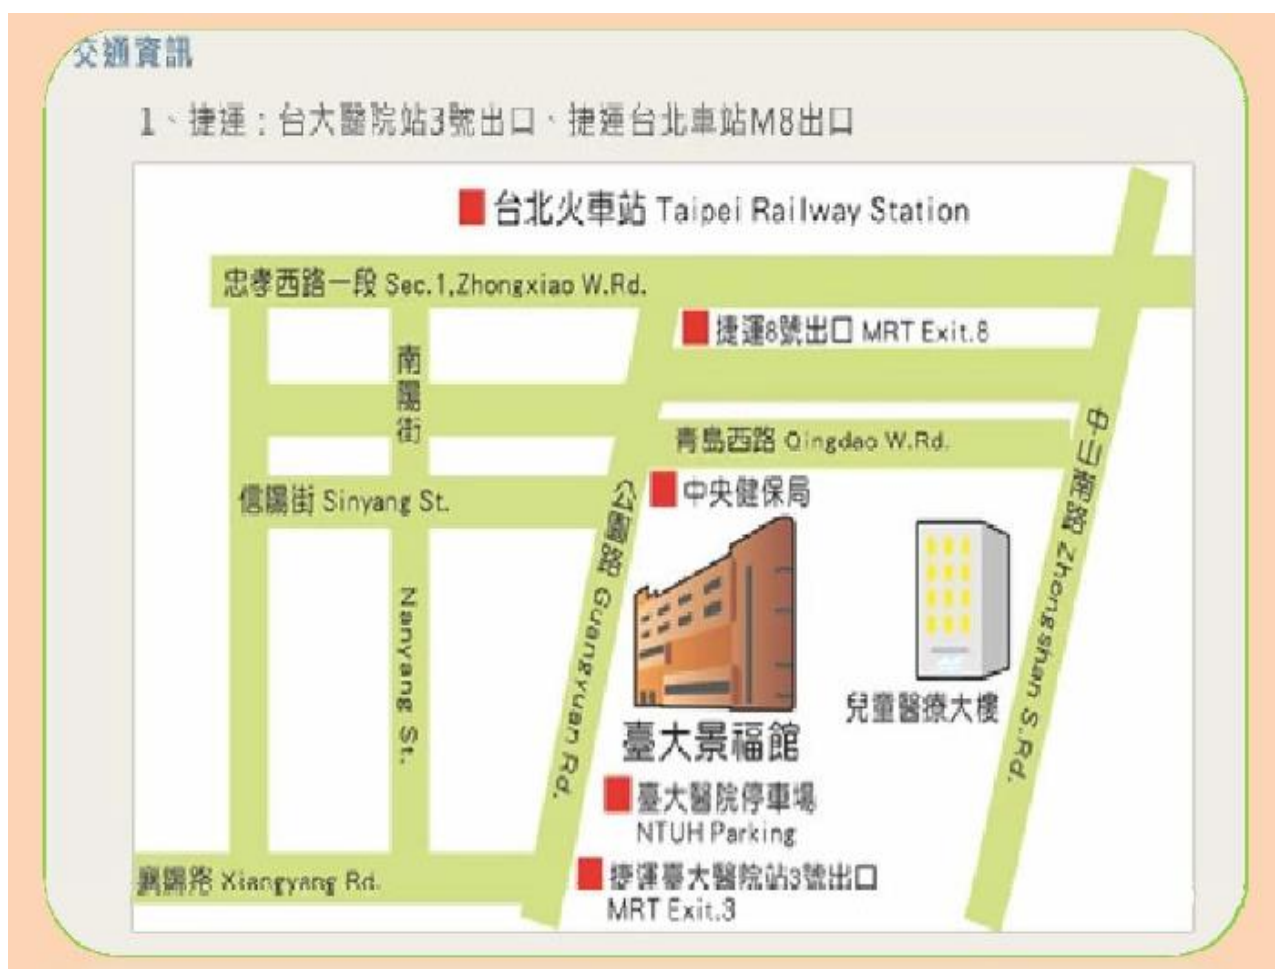 交通資訊
1、捷運：台大醫院站3號出口、捷運台北車站M8出口
台北火車站 Taipei Railway Station
忠孝西路一段 Sec.1,Zhongxiao W.Rd.
捷運8號出口 MRT Exit.8
南陽街
青島西路 Qingdao W.Rd.
中山南路 Zhongshan S.Rd.
信陽街 Sinyang St.
中央健保局
公園路 Guangyuan Rd.
Nanyang St.
兒童醫療大樓
臺大景福館
臺大醫院停車場
NTUH Parking
襄陽路 Xiangyang Rd.
捷運臺大醫院站3號出口
MRT Exit.3